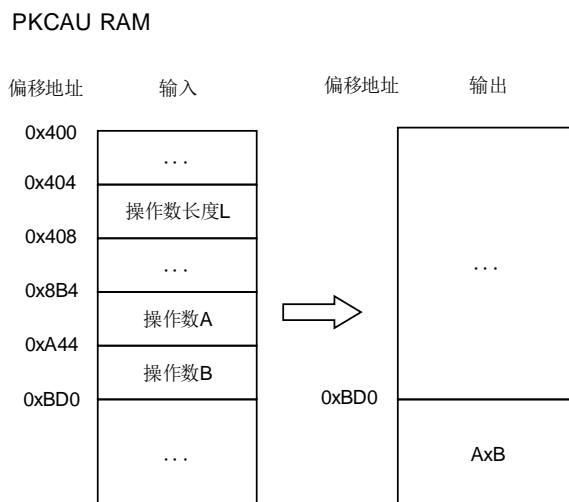 PKCAU RAM
偏移地址 输入 偏移地址 输出
0x400
...
0x404
操作数长度L
0x408
... ...
0x8B4
操作数A
0xA44
操作数B
0xBD0 0xBD0
... AxB